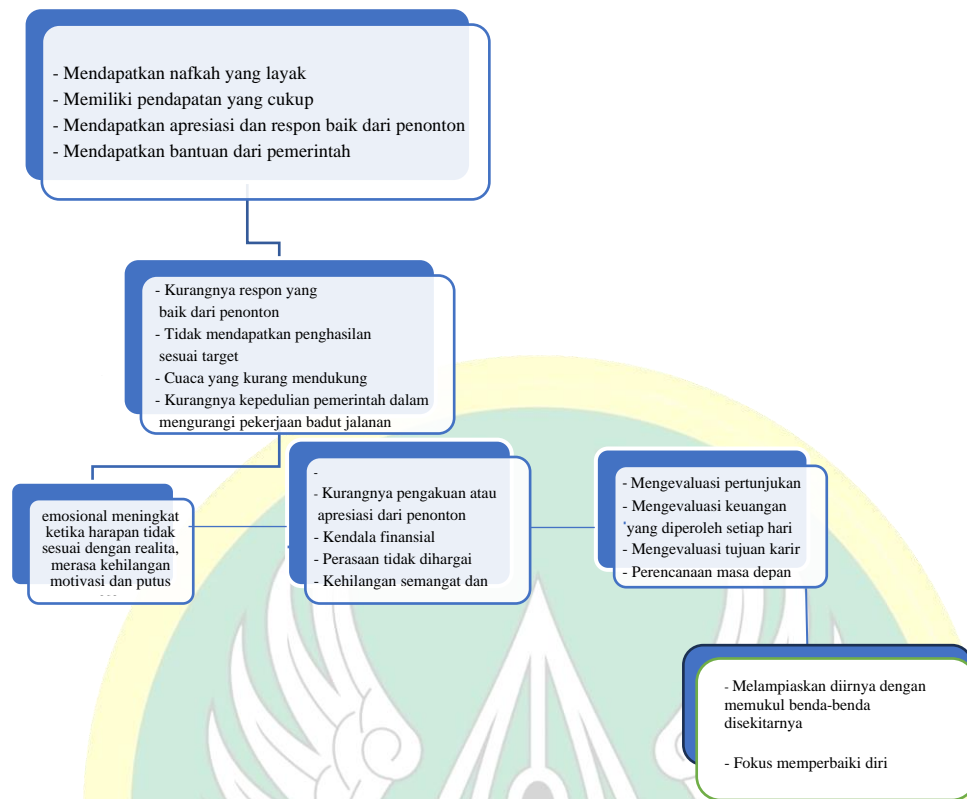 - Mendapatkan nafkah yang layak
- Memiliki pendapatan yang cukup
- Mendapatkan apresiasi dan respon baik dari penonton
- Mendapatkan bantuan dari pemerintah
- Kurangnya respon yang
baik dari penonton
- Tidak mendapatkan penghasilan
sesuai target
- Cuaca yang kurang mendukung
- Kurangnya kepedulian pemerintah dalam
mengurangi pekerjaan badut jalanan
emosional meningkat
ketika harapan tidak
sesuai dengan realita,
merasa kehilangan
motivasi dan putus
-
- Kurangnya pengakuan atau
apresiasi dari penonton
- Kendala finansial
- Perasaan tidak dihargai
- Kehilangan semangat dan
- Mengevaluasi pertunjukan
- Mengevaluasi keuangan
yang diperoleh setiap hari
- Mengevaluasi tujuan karir
- Perencanaan masa depan
- Melampiaskan diirnya dengan
memukul benda-benda
disekitarnya
- Fokus memperbaiki diri